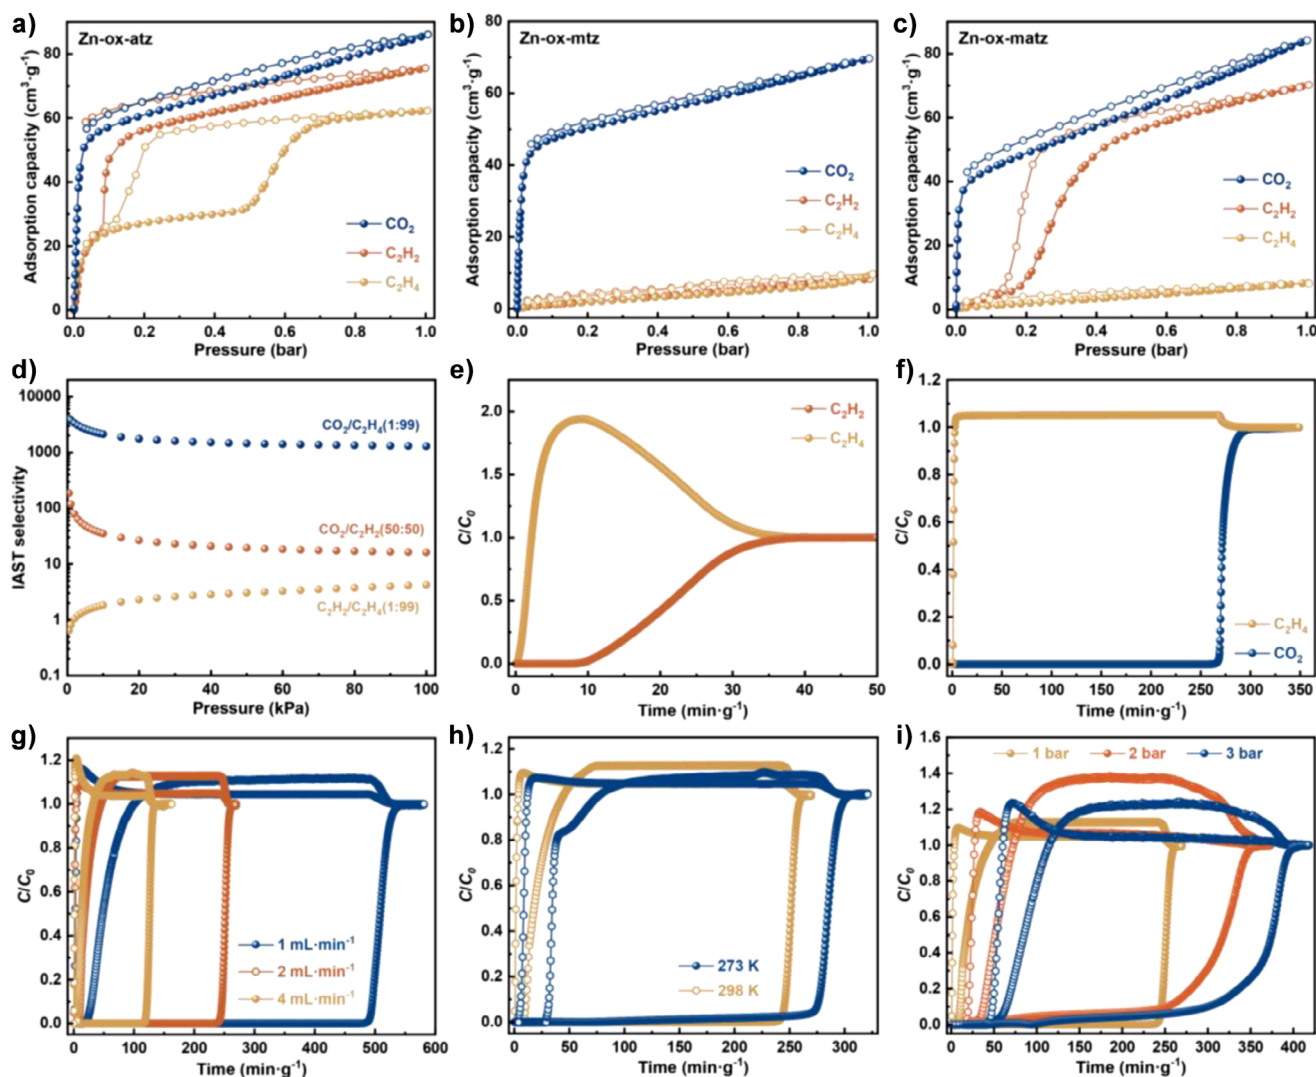 a)
Zn-ox-atz
Adsorption capacity (cm³·g⁻¹)
80
60
40
20
0
CO₂
C₂H₂
C₂H₄
0.0 0.2 0.4 0.6 0.8 1.0
Pressure (bar)
b)
Zn-ox-mtz
Adsorption capacity (cm³·g⁻¹)
80
60
40
20
0
CO₂
C₂H₂
C₂H₄
0.0 0.2 0.4 0.6 0.8 1.0
Pressure (bar)
c)
Zn-ox-matz
Adsorption capacity (cm³·g⁻¹)
80
60
40
20
0
CO₂
C₂H₂
C₂H₄
0.0 0.2 0.4 0.6 0.8 1.0
Pressure (bar)
d)
IAST selectivity
10000
1000
100
10
1
0.1
CO₂/C₂H₄(1:99)
CO₂/C₂H₂(50:50)
C₂H₂/C₂H₄(1:99)
0 20 40 60 80 100
Pressure (kPa)
e)
C/C₀
2.0
1.5
1.0
0.5
0.0
C₂H₂
C₂H₄
0 10 20 30 40 50
Time (min·g⁻¹)
f)
C/C₀
1.2
1.0
0.8
0.6
0.4
0.2
0.0
C₂H₄
CO₂
0 50 100 150 200 250 300 350
Time (min·g⁻¹)
g)
C/C₀
1.2
1.0
0.8
0.6
0.4
0.2
0.0
1 mL·min⁻¹
2 mL·min⁻¹
4 mL·min⁻¹
0 100 200 300 400 500 600
Time (min·g⁻¹)
h)
C/C₀
1.2
1.0
0.8
0.6
0.4
0.2
0.0
273 K
298 K
0 50 100 150 200 250 300
Time (min·g⁻¹)
i)
C/C₀
1.6
1.4
1.2
1.0
0.8
0.6
0.4
0.2
0.0
1 bar 2 bar 3 bar
0 50 100 150 200 250 300 350 400
Time (min·g⁻¹)